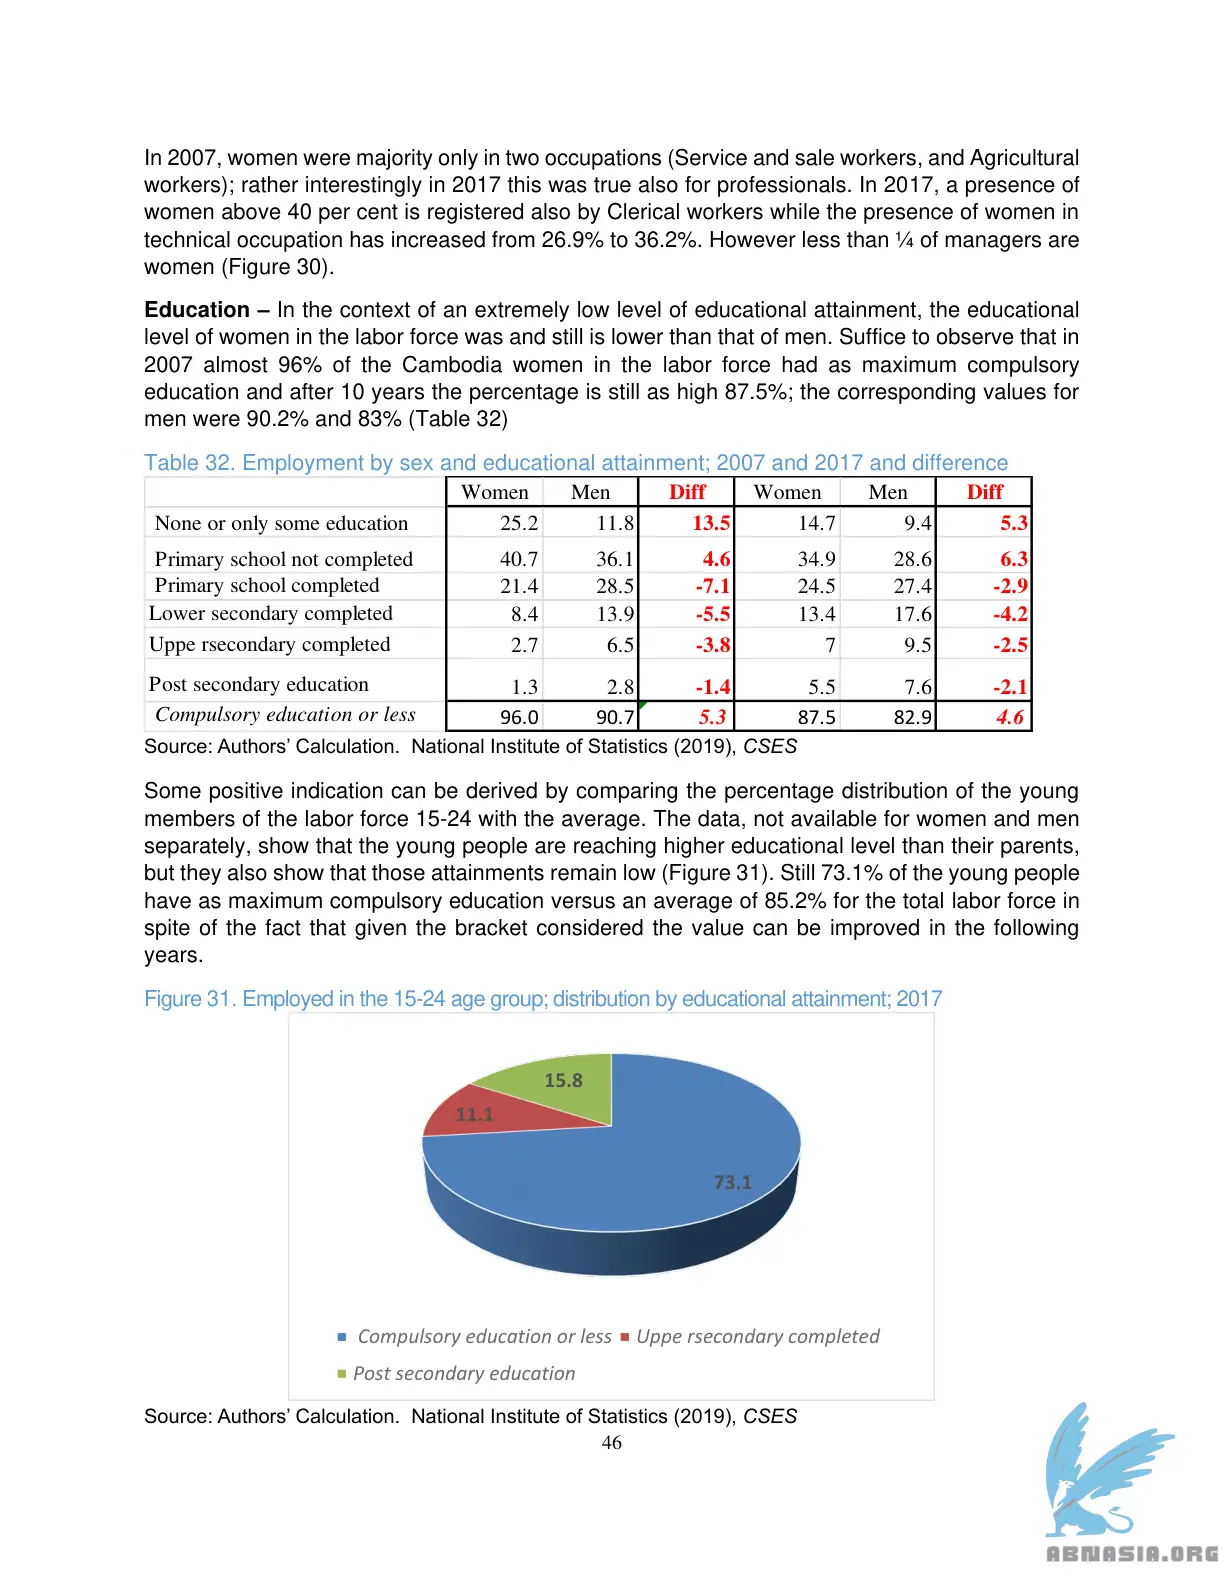 In 2007, women were majority only in two occupations (Service and sale workers, and Agricultural
workers); rather interestingly in 2017 this was true also for professionals. In 2017, a presence of
women above 40 per cent is registered also by Clerical workers while the presence of women in
technical occupation has increased from 26.9% to 36.2%. However less than ¼ of managers are
women (Figure 30).
Education – In the context of an extremely low level of educational attainment, the educational
level of women in the labor force was and still is lower than that of men. Suffice to observe that in
2007 almost 96% of the Cambodia women in the labor force had as maximum compulsory
education and after 10 years the percentage is still as high 87.5%; the corresponding values for
men were 90.2% and 83% (Table 32)
Table 32. Employment by sex and educational attainment; 2007 and 2017 and difference
Women Men Diff Women Men Diff
None or only some education 25.2 11.8 13.5 14.7 9.4 5.3
Primary school not completed 40.7 36.1 4.6 34.9 28.6 6.3
Primary school completed 21.4 28.5 -7.1 24.5 27.4 -2.9
Lower secondary completed 8.4 13.9 -5.5 13.4 17.6 -4.2
Uppe rsecondary completed 2.7 6.5 -3.8 7 9.5 -2.5
Post secondary education 1.3 2.8 -1.4 5.5 7.6 -2.1
Compulsory education or less 96.0 90.7 5.3 87.5 82.9 4.6
Source: Authors’ Calculation. National Institute of Statistics (2019), CSES
Some positive indication can be derived by comparing the percentage distribution of the young
members of the labor force 15-24 with the average. The data, not available for women and men
separately, show that the young people are reaching higher educational level than their parents,
but they also show that those attainments remain low (Figure 31). Still 73.1% of the young people
have as maximum compulsory education versus an average of 85.2% for the total labor force in
spite of the fact that given the bracket considered the value can be improved in the following
years.
Figure 31. Employed in the 15-24 age group; distribution by educational attainment; 2017
15.8
11.1
73.1
Compulsory education or less Uppe rsecondary completed
Post secondary education
Source: Authors’ Calculation. National Institute of Statistics (2019), CSES
46
ABNASIA.ORG